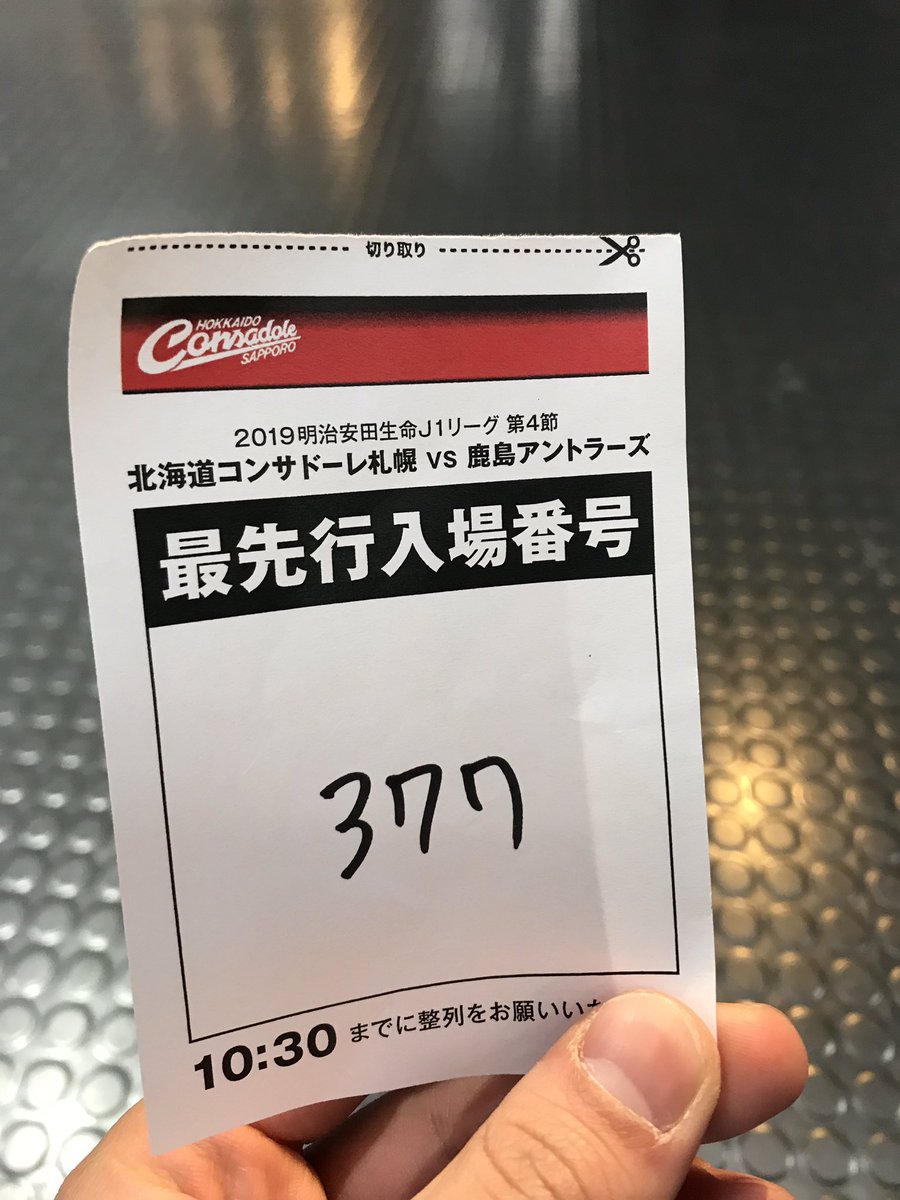 切り取り
HOKKAIDO
Consadole
SAPPORO
2019明治安田生命J1リーグ 第4節
北海道コンサドーレ札幌 VS 鹿島アントラーズ
最先行入場番号
377
10:30 までに整列をお願いいた